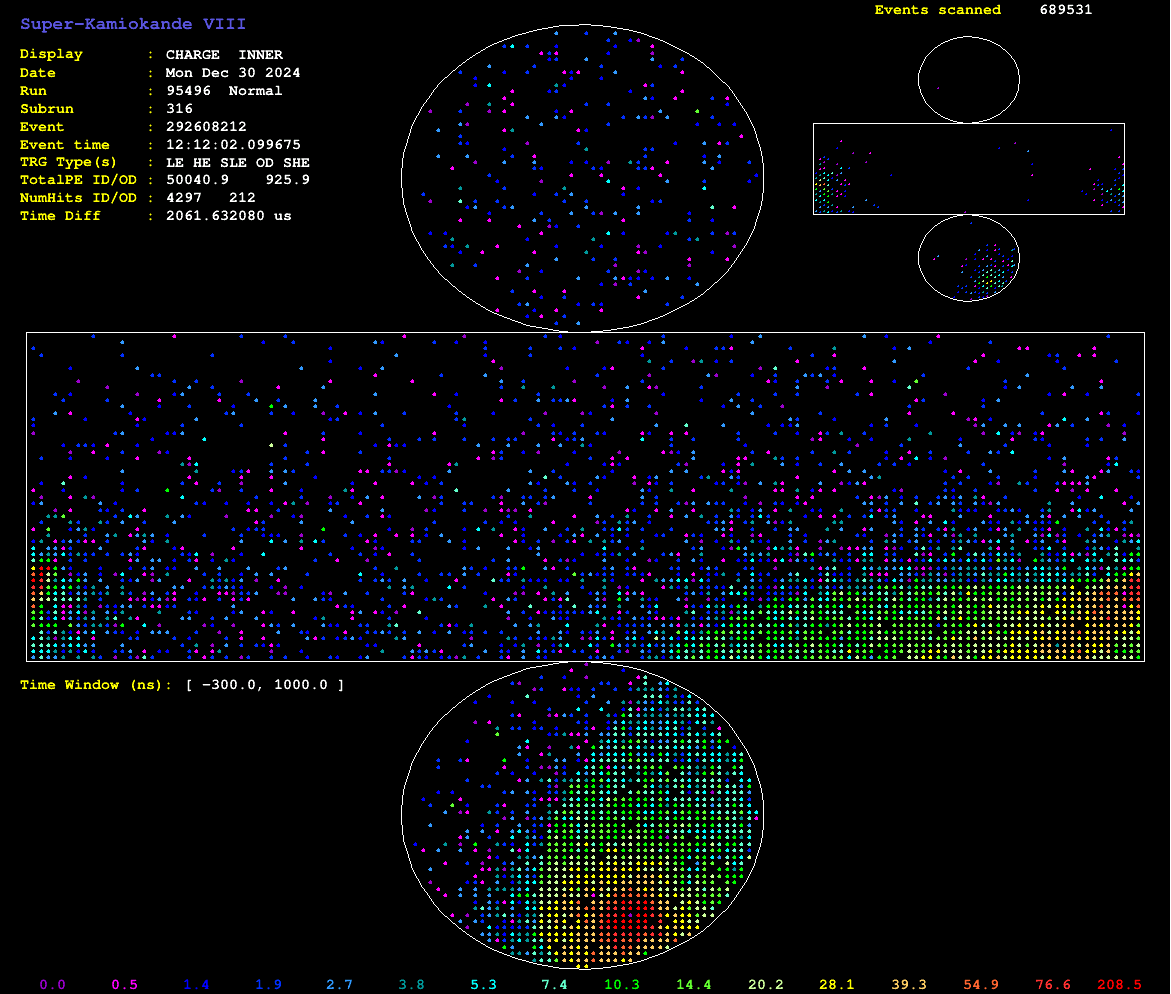 Super-Kamiokande VIII
Events scanned 689531
Display : CHARGE INNER
Date : Mon Dec 30 2024
Run : 95496 Normal
Subrun : 316
Event : 292608212
Event time : 12:12:02.099675
TRG Type(s) : LE HE SLE OD SHE
TotalPE ID/OD : 50040.9 925.9
NumHits ID/OD : 4297 212
Time Diff : 2061.632080 us
Time Window (ns): [ -300.0, 1000.0 ]
0.0 0.5 1.4 1.9 2.7 3.8 5.3 7.4 10.3 14.4 20.2 28.1 39.3 54.9 76.6 208.5